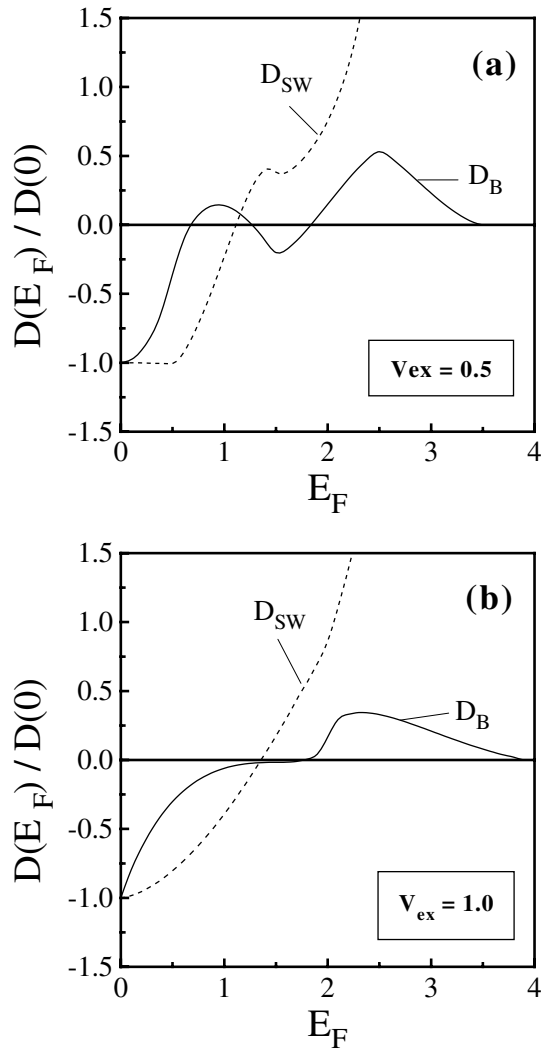 1.5
(a)
D_SW
1.0
0.5
D_B
D(E_F) / D(0)
0.0
-0.5
Vex = 0.5
-1.0
-1.5
0 1 2 3 4
E_F
1.5
(b)
D_SW
1.0
0.5
D_B
D(E_F) / D(0)
0.0
-0.5
V_ex = 1.0
-1.0
-1.5
0 1 2 3 4
E_F